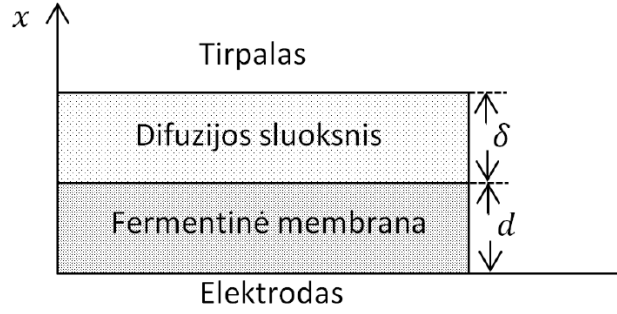 x
Tirpalas
Difuzijos sluoksnis
δ
Fermentinė membrana
d
Elektrodas